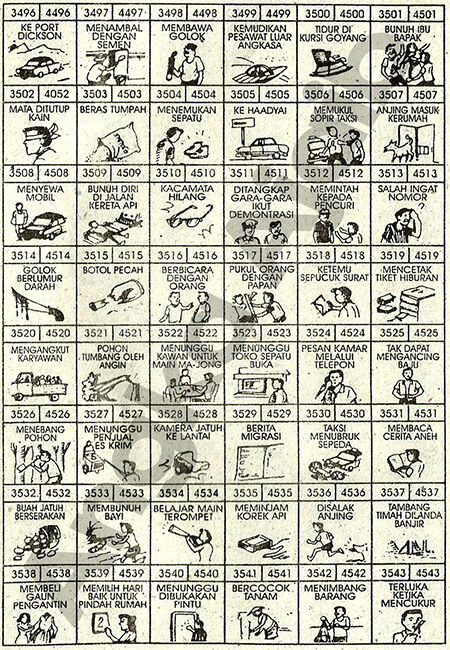 3496 4496 3497 4497 3498 4498 3499 4499 3500 4500 3501 4501
KE PORT
DICKSON
MENAMBAL
DENGAN
SEMEN
MEMBAWA
GOLOK
KEMUDIKAN
PESAWAT LUAR
ANGKASA
TIDUR DI
KURSI GOYANG
BUNUH IBU
BAPAK
3502 4052 3503 4503 3504 4504 3505 4505 3506 4506 3507 4507
MATA DITUTUP
KAIN
BERAS TUMPAH
MENEMUKAN
SEPATU
KE HAADYAI
MEMUKUL
SOPIR TAKSI
ANJING MASUK
KERUMAH
3508 4508 3509 4509 3510 4510 3511 4511 3512 4512 3513 4513
MENYEWA
MOBIL
BUNUH DIRI
DI JALAN
KERETA API
KACAMATA
HILANG
DITANGKAP
GARA-GARA
IKUT
DEMONTRASI
MEMINTAH
KEPADA
PENCURI
SALAH INGAT
NOMOR
?
3514 4514 3515 4515 3516 4516 3517 4517 3518 4518 3519 4519
GOLOK
BERLUMUR
DARAH
BOTOL PECAH
BERBICARA
DENGAN
ORANG
PUKUL ORANG
DENGAN
PAPAN
KETEMU
SEPUCUK SURAT
MENCETAK
TIKET HIBURAN
3520 4520 3521 4521 3522 4522 3523 4523 3524 4524 3525 4525
MENGANGKUT
KARYAWAN
POHON
TUMBANG OLEH
ANGIN
MENUNGGU
KAWAN UNTUK
MAIN MA-JONG
MENUNGGU
TOKO SEPATU
BUKA
PESAN KAMAR
MELALUI
TELEPON
TAK DAPAT
MENGANCING
BAJU
3526 4526 3527 4527 3528 4528 3529 4529 3530 4530 3531 4531
MENEBANG
POHON
MENUNGGU
PENJUAL
ES KRIM
KAMERA JATUH
KE LANTAI
BERITA
MIGRASI
TAKSI
MENUBRUK
SEPEDA
MEMBACA
CERITA ANEH
3532 4532 3533 4533 3534 4534 3535 4535 3536 4536 3537 4537
BUAH JATUH
BERSERAKAN
MEMBUNUH
BAYI
BELAJAR MAIN
TEROMPET
MEMINJAM
KOREK API
DISALAK
ANJING
TAMBANG
TIMAH DILANDA
BANJIR
3538 4538 3539 4539 3540 4540 3541 4541 3542 4542 3543 4543
MEMBELI
GAUN
PENGANTIN
MEMILIH HARI
BAIK UNTUK
PINDAH RUMAH
2
MENUNGGU
DIBUKAKAN
PINTU
BERCOCOK
TANAM
MENIMBANG
BARANG
TERLUKA
KETIKA
MENCUKUR